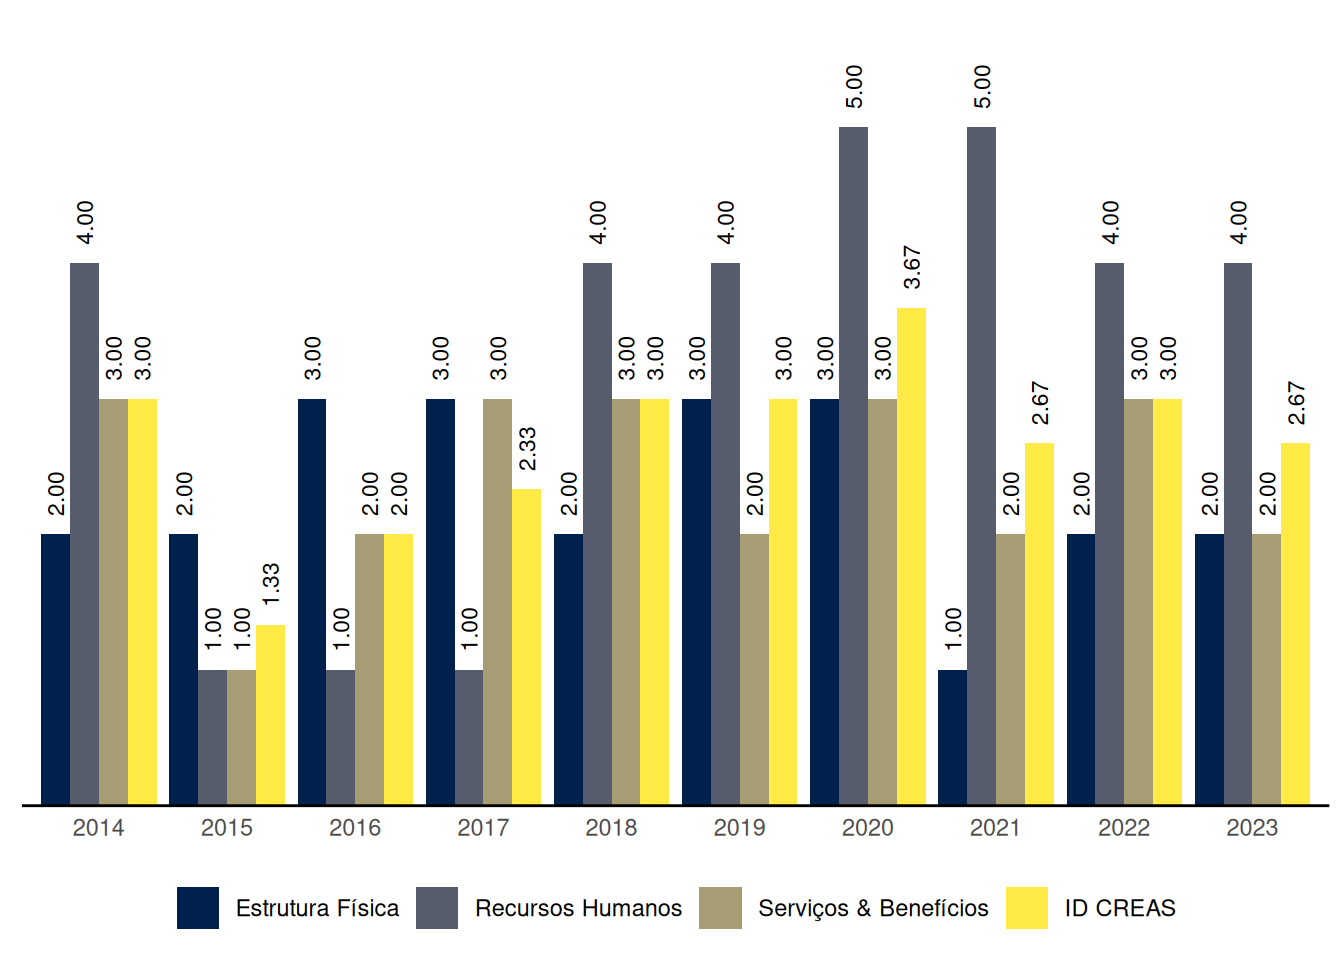 5.00 5.00
4.00 4.00 4.00 4.00 4.00
3.67
3.00 3.00 3.00 3.00 3.00 3.00 3.00 3.00 3.00 3.00 3.00 3.00 3.00
2.67 2.67
2.33
2.00 2.00 2.00 2.00 2.00 2.00 2.00 2.00 2.00 2.00
1.33
1.00 1.00 1.00 1.00 1.00
2014 2015 2016 2017 2018 2019 2020 2021 2022 2023
Estrutura Física Recursos Humanos Serviços & Benefícios ID CREAS